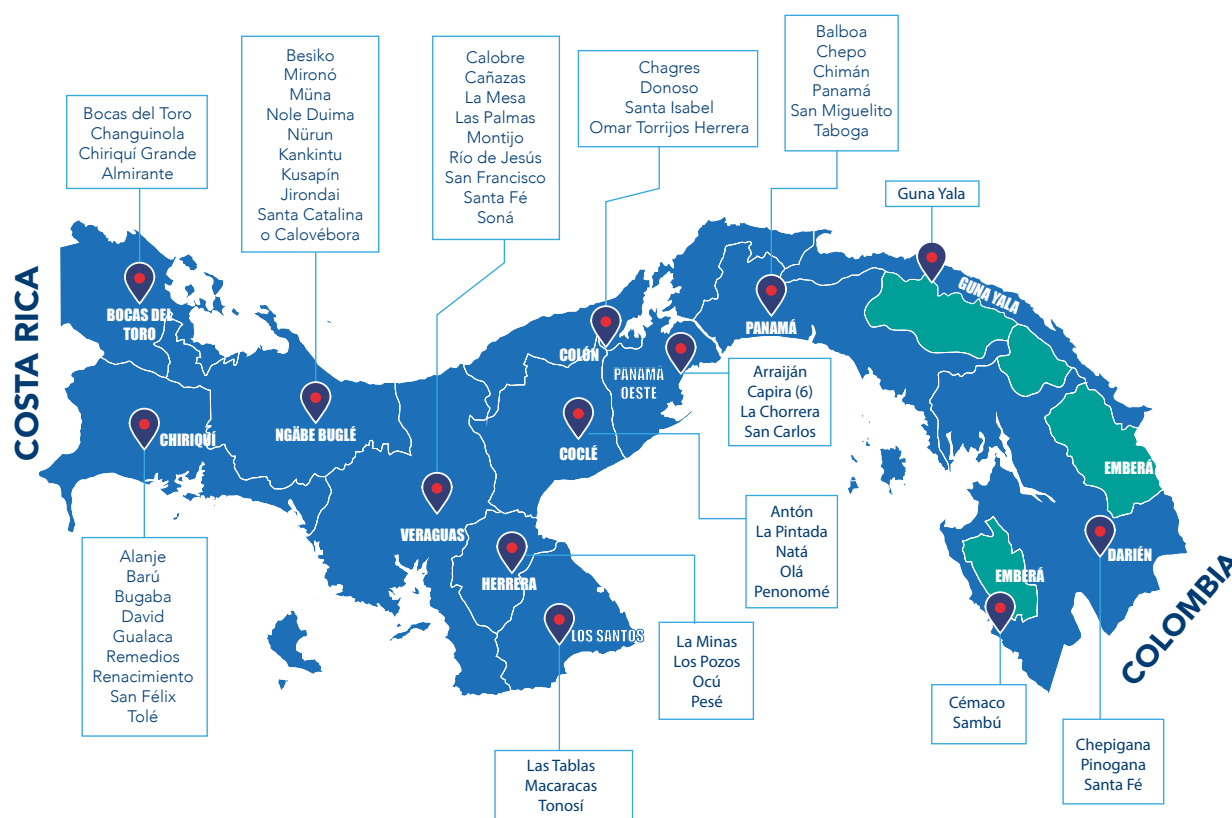 Bocas del Toro
Changuinola
Chiriquí Grande
Almirante
Besiko
Mironó
Müna
Nole Duima
Nürun
Kankintu
Kusapín
Jirondai
Santa Catalina
o Calovébora
Calobre
Cañazas
La Mesa
Las Palmas
Montijo
Río de Jesús
San Francisco
Santa Fé
Soná
Chagres
Donoso
Santa Isabel
Omar Torrijos Herrera
Balboa
Chepo
Chimán
Panamá
San Miguelito
Taboga
Guna Yala
COSTA RICA
BOCAS DEL
TORO
CHIRIQUÍ
NGÄBE BUGLÉ
VERAGUAS
HERRERA
LOS SANTOS
COCLÉ
COLÓN
PANAMÁ
OESTE
PANAMÁ
GUNA YALA
EMBERÁ
EMBERÁ
DARIÉN
COLOMBIA
Arraiján
Capira (6)
La Chorrera
San Carlos
Antón
La Pintada
Natá
Olá
Penonomé
Alanje
Barú
Bugaba
David
Gualaca
Remedios
Renacimiento
San Félix
Tolé
La Minas
Los Pozos
Ocú
Pesé
Las Tablas
Macaracas
Tonosí
Cémaco
Sambú
Chepigana
Pinogana
Santa Fé